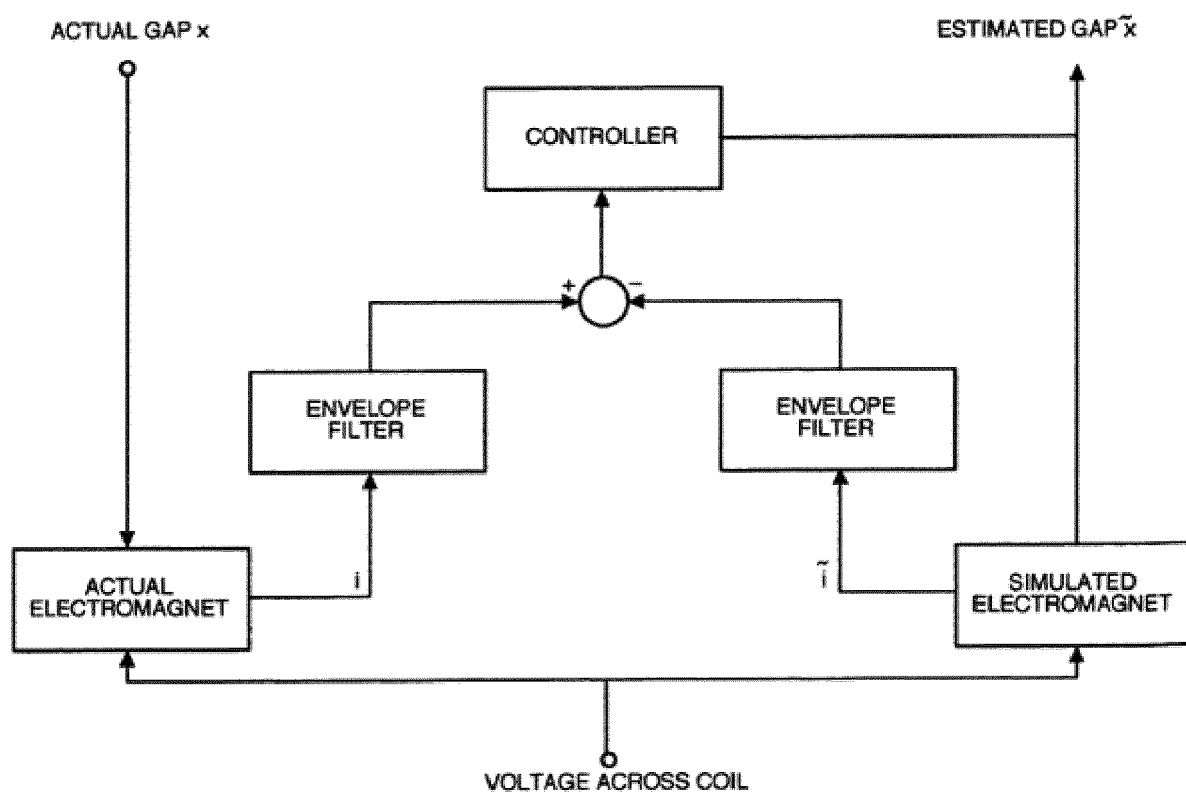 ACTUAL GAP x
ESTIMATED GAP x̃
CONTROLLER
+
−
ENVELOPE
FILTER
ENVELOPE
FILTER
i
ĩ
ACTUAL
ELECTROMAGNET
SIMULATED
ELECTROMAGNET
VOLTAGE ACROSS COIL